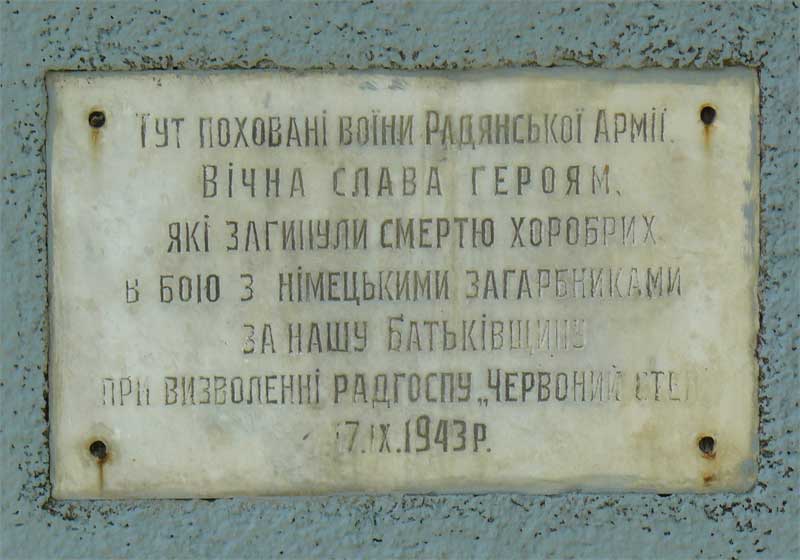 Тут поховані воїни Радянської Армії.
Вічна слава героям,
які загинули смертю хоробрих
в бою з німецькими загарбниками
за нашу Батьківщину
при визволенні радгоспу „Червоний степ
17.IX.1943 р.